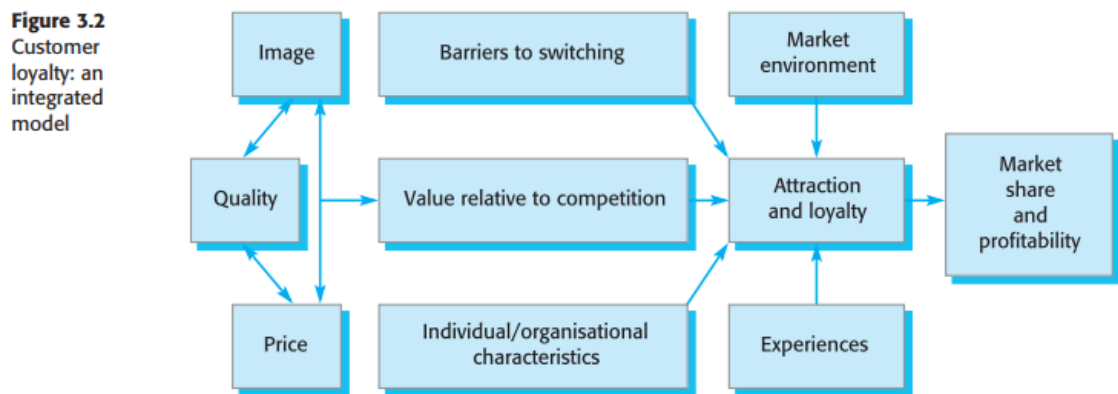 Figure 3.2
Customer
loyalty: an
integrated
model
Image
Barriers to switching
Market
environment
Quality
Value relative to competition
Attraction
and loyalty
Market
share
and
profitability
Price
Individual/organisational
characteristics
Experiences